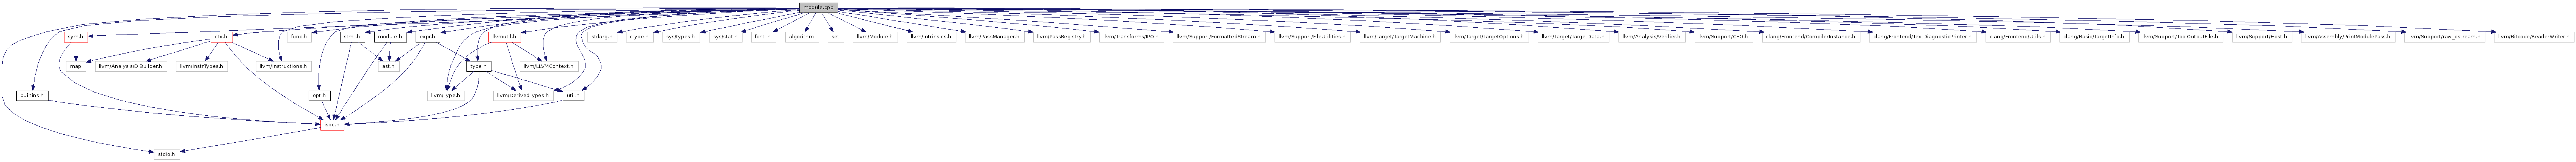 module.cpp
sym.h
ctx.h
func.h
stmt.h
module.h
expr.h
llvmutil.h
stdarg.h
ctype.h
sys/types.h
sys/stat.h
fcntl.h
algorithm
set
llvm/Module.h
llvm/Intrinsics.h
llvm/PassManager.h
llvm/PassRegistry.h
llvm/Transforms/IPO.h
llvm/Support/FormattedStream.h
llvm/Support/FileUtilities.h
llvm/Target/TargetMachine.h
llvm/Target/TargetOptions.h
llvm/Target/TargetData.h
llvm/Analysis/Verifier.h
llvm/Support/CFG.h
clang/Frontend/CompilerInstance.h
clang/Frontend/TextDiagnosticPrinter.h
clang/Frontend/Utils.h
clang/Basic/TargetInfo.h
llvm/Support/ToolOutputFile.h
llvm/Support/Host.h
llvm/Assembly/PrintModulePass.h
llvm/Support/raw_ostream.h
llvm/Bitcode/ReaderWriter.h
map
llvm/Analysis/DIBuilder.h
llvm/InstrTypes.h
llvm/Instructions.h
ast.h
type.h
llvm/LLVMContext.h
builtins.h
opt.h
llvm/Type.h
llvm/DerivedTypes.h
util.h
ispc.h
stdio.h